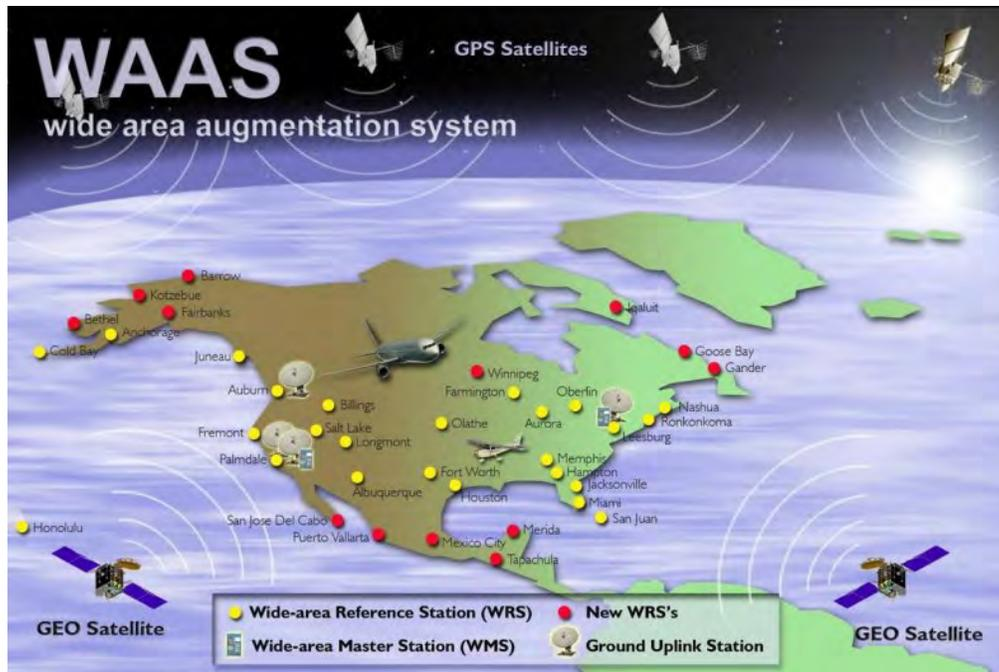 WAAS
GPS Satellites
wide area augmentation system
Barrow
Kotzebue
Fairbanks
Bethel
Anchorage
Cold Bay
Juneau
Iqaluit
Goose Bay
Gander
Winnipeg
Auburn
Farmington
Oberlin
Billings
Nashua
Aurora
Ronkonkoma
Fremont
Salt Lake
Olathe
Leesburg
Longmont
Palmdale
Memphis
Fort Worth
Hampton
Albuquerque
Houston
Jacksonville
Miami
San Juan
San Jose Del Cabo
Honolulu
Puerto Vallarta
Merida
Mexico City
Tapachula
Wide-area Reference Station (WRS)
New WRS's
GEO Satellite
Wide-area Master Station (WMS)
Ground Uplink Station
GEO Satellite